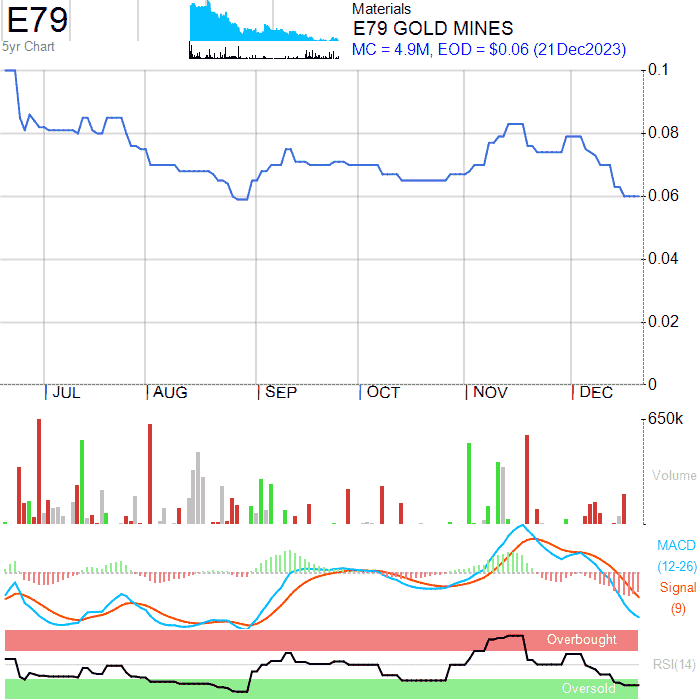 E79
5yr Chart
Materials
E79 GOLD MINES
MC = 4.9M, EOD = $0.06 (21Dec2023)
0.1
0.08
0.06
0.04
0.02
0
JUL AUG SEP OCT NOV DEC
650k
Volume
MACD
(12-26)
Signal
(9)
Overbought
RSI(14)
Oversold